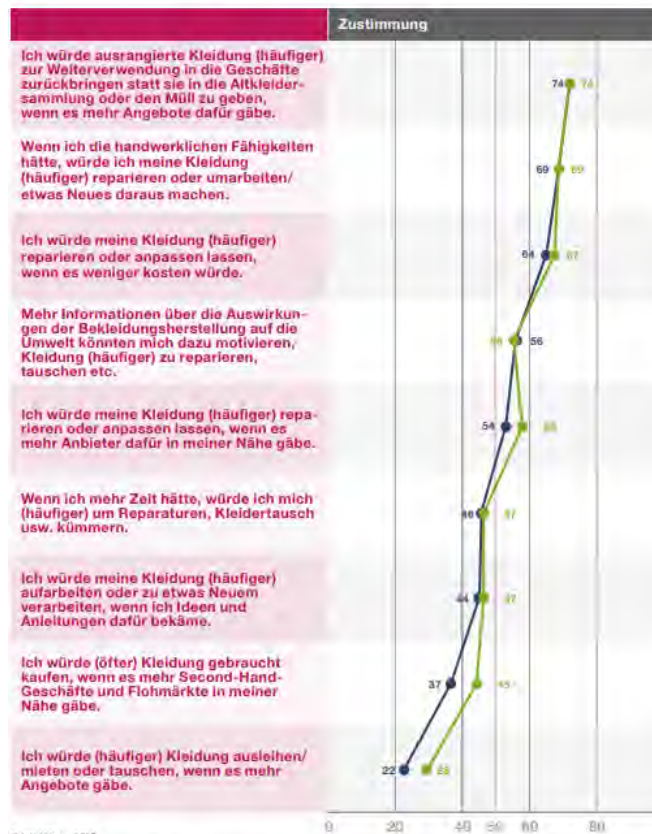 Zustimmung
Ich würde ausrangierte Kleidung (häufiger)
zur Weiterverwendung in die Geschäfte
zurückbringen statt sie in die Altkleider-
sammlung oder den Müll zu geben,
wenn es mehr Angebote dafür gäbe.
74 74
Wenn ich die handwerklichen Fähigkeiten
hätte, würde ich meine Kleidung
(häufiger) reparieren oder umarbeiten/
etwas Neues daraus machen.
69 69
Ich würde meine Kleidung (häufiger)
reparieren oder anpassen lassen,
wenn es weniger kosten würde.
64 67
Mehr Informationen über die Auswirkun-
gen der Bekleidungsherstellung auf die
Umwelt könnten mich dazu motivieren,
Kleidung (häufiger) zu reparieren,
tauschen etc.
56
Ich würde meine Kleidung (häufiger) repa-
rieren oder anpassen lassen, wenn es
mehr Anbieter dafür in meiner Nähe gäbe.
54
Wenn ich mehr Zeit hätte, würde ich mich
(häufiger) um Reparaturen, Kleidertausch
usw. kümmern.
46 47
Ich würde meine Kleidung (häufiger)
aufarbeiten oder zu etwas Neuem
verarbeiten, wenn ich Ideen und
Anleitungen dafür bekäme.
44 47
Ich würde (öfter) Kleidung gebraucht
kaufen, wenn es mehr Second-Hand-
Geschäfte und Flohmärkte in meiner
Nähe gäbe.
37 45
Ich würde (häufiger) Kleidung ausleihen/
mieten oder tauschen, wenn es mehr
Angebote gäbe.
22
0 20 40 50 60 80